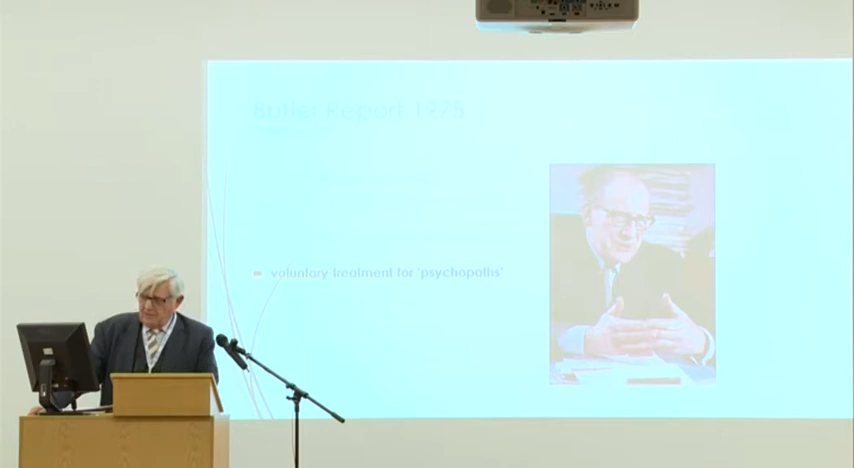 Butler Report 1975
voluntary treatment for 'psychopaths'